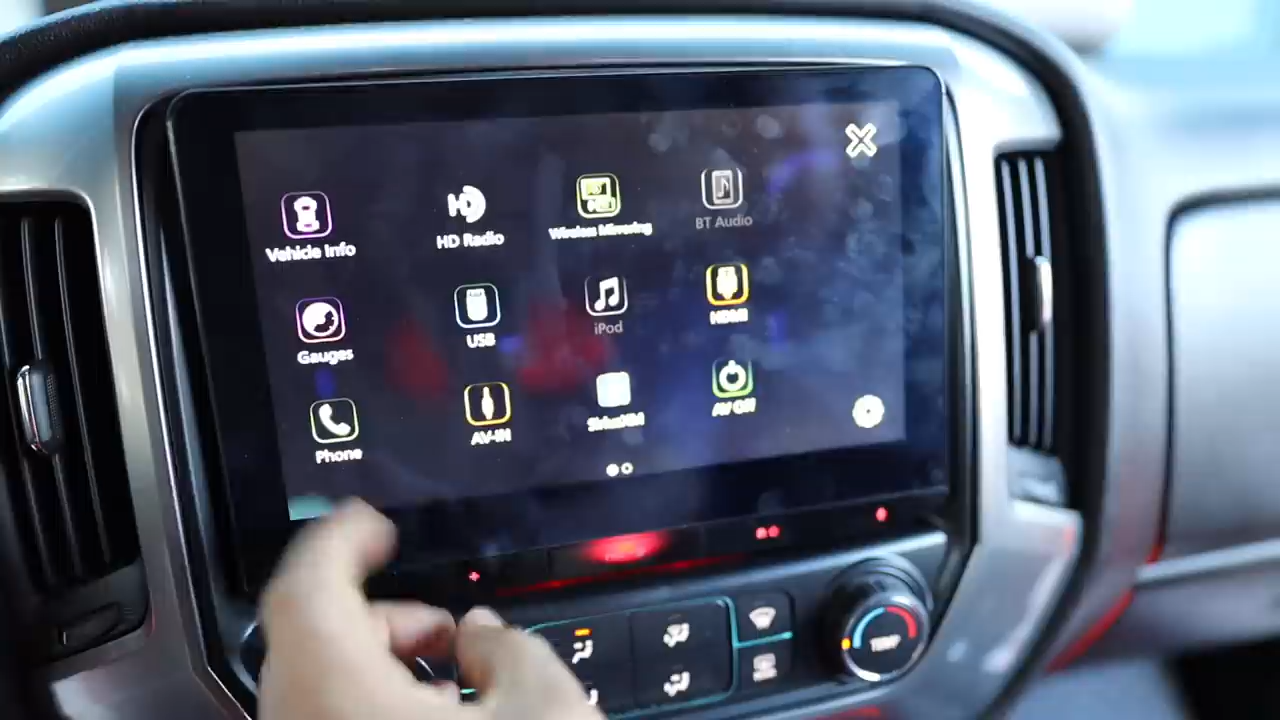 Vehicle Info
HD Radio
Wireless Mirroring
BT Audio
Gauges
USB
iPod
HDMI
Phone
AV-IN
SiriusXM
AV Off
TEMP